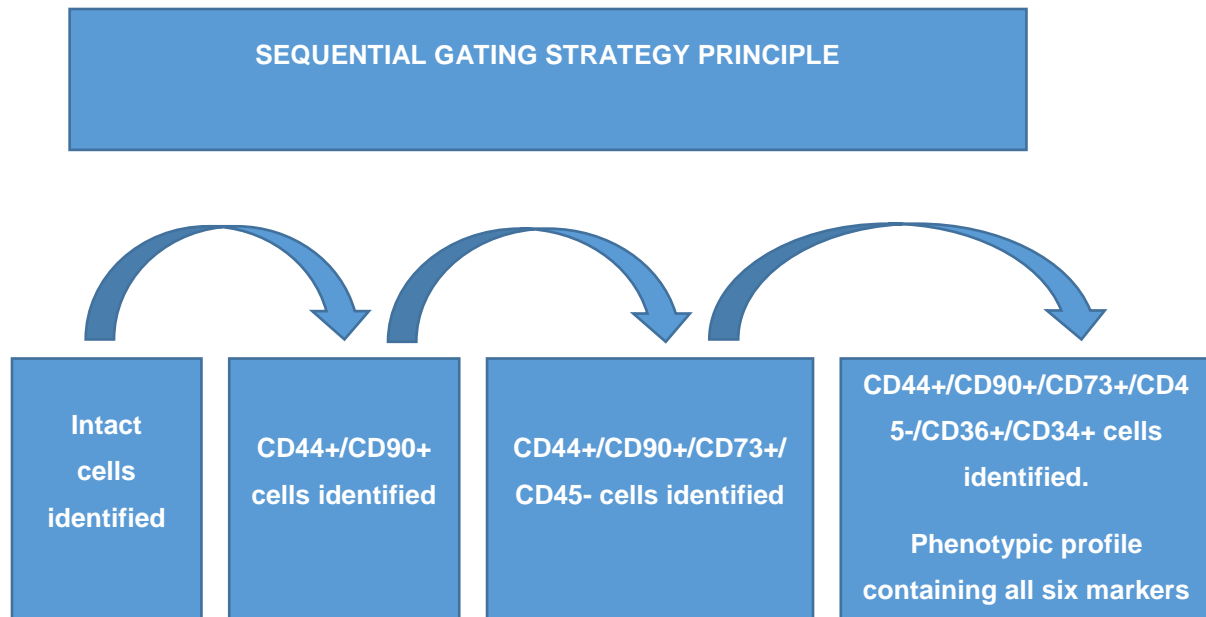 SEQUENTIAL GATING STRATEGY PRINCIPLE
Intact
cells
identified
CD44+/CD90+
cells identified
CD44+/CD90+/CD73+/
CD45- cells identified
CD44+/CD90+/CD73+/CD4
5-/CD36+/CD34+ cells
identified.
Phenotypic profile
containing all six markers